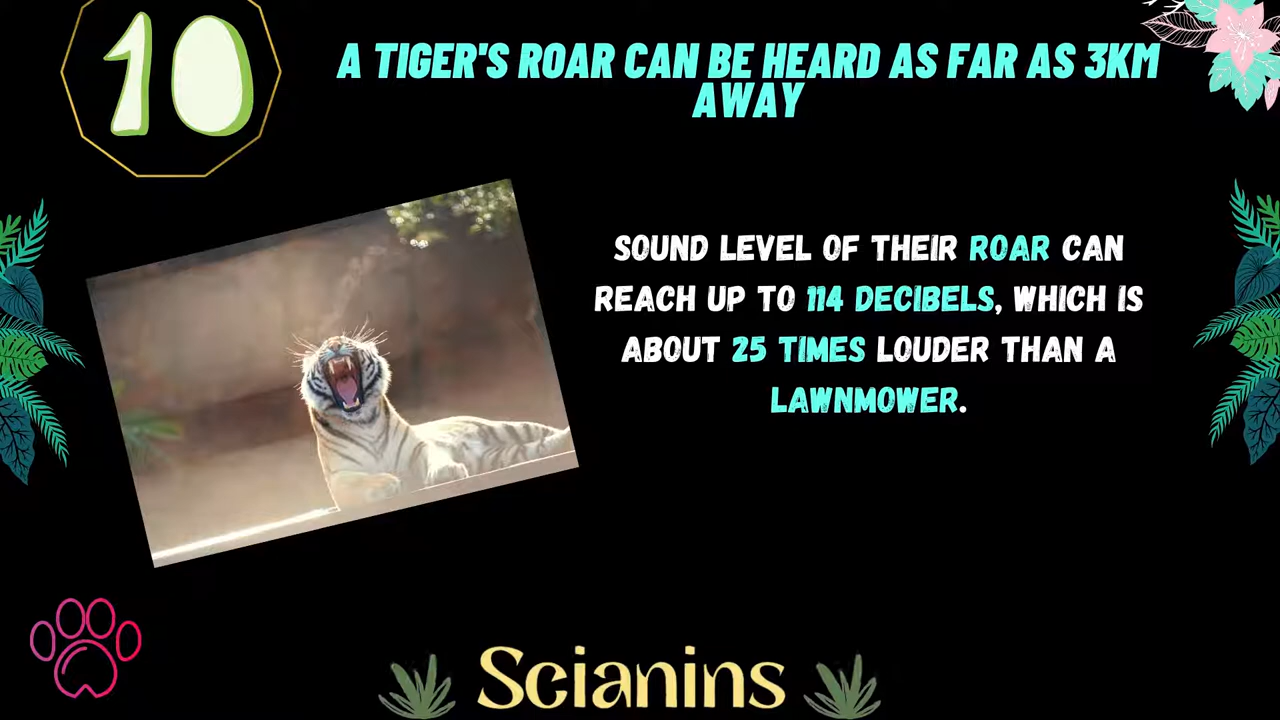 10
A TIGER'S ROAR CAN BE HEARD AS FAR AS 3KM
AWAY
SOUND LEVEL OF THEIR ROAR CAN
REACH UP TO 114 DECIBELS, WHICH IS
ABOUT 25 TIMES LOUDER THAN A
LAWNMOWER.
Scianins